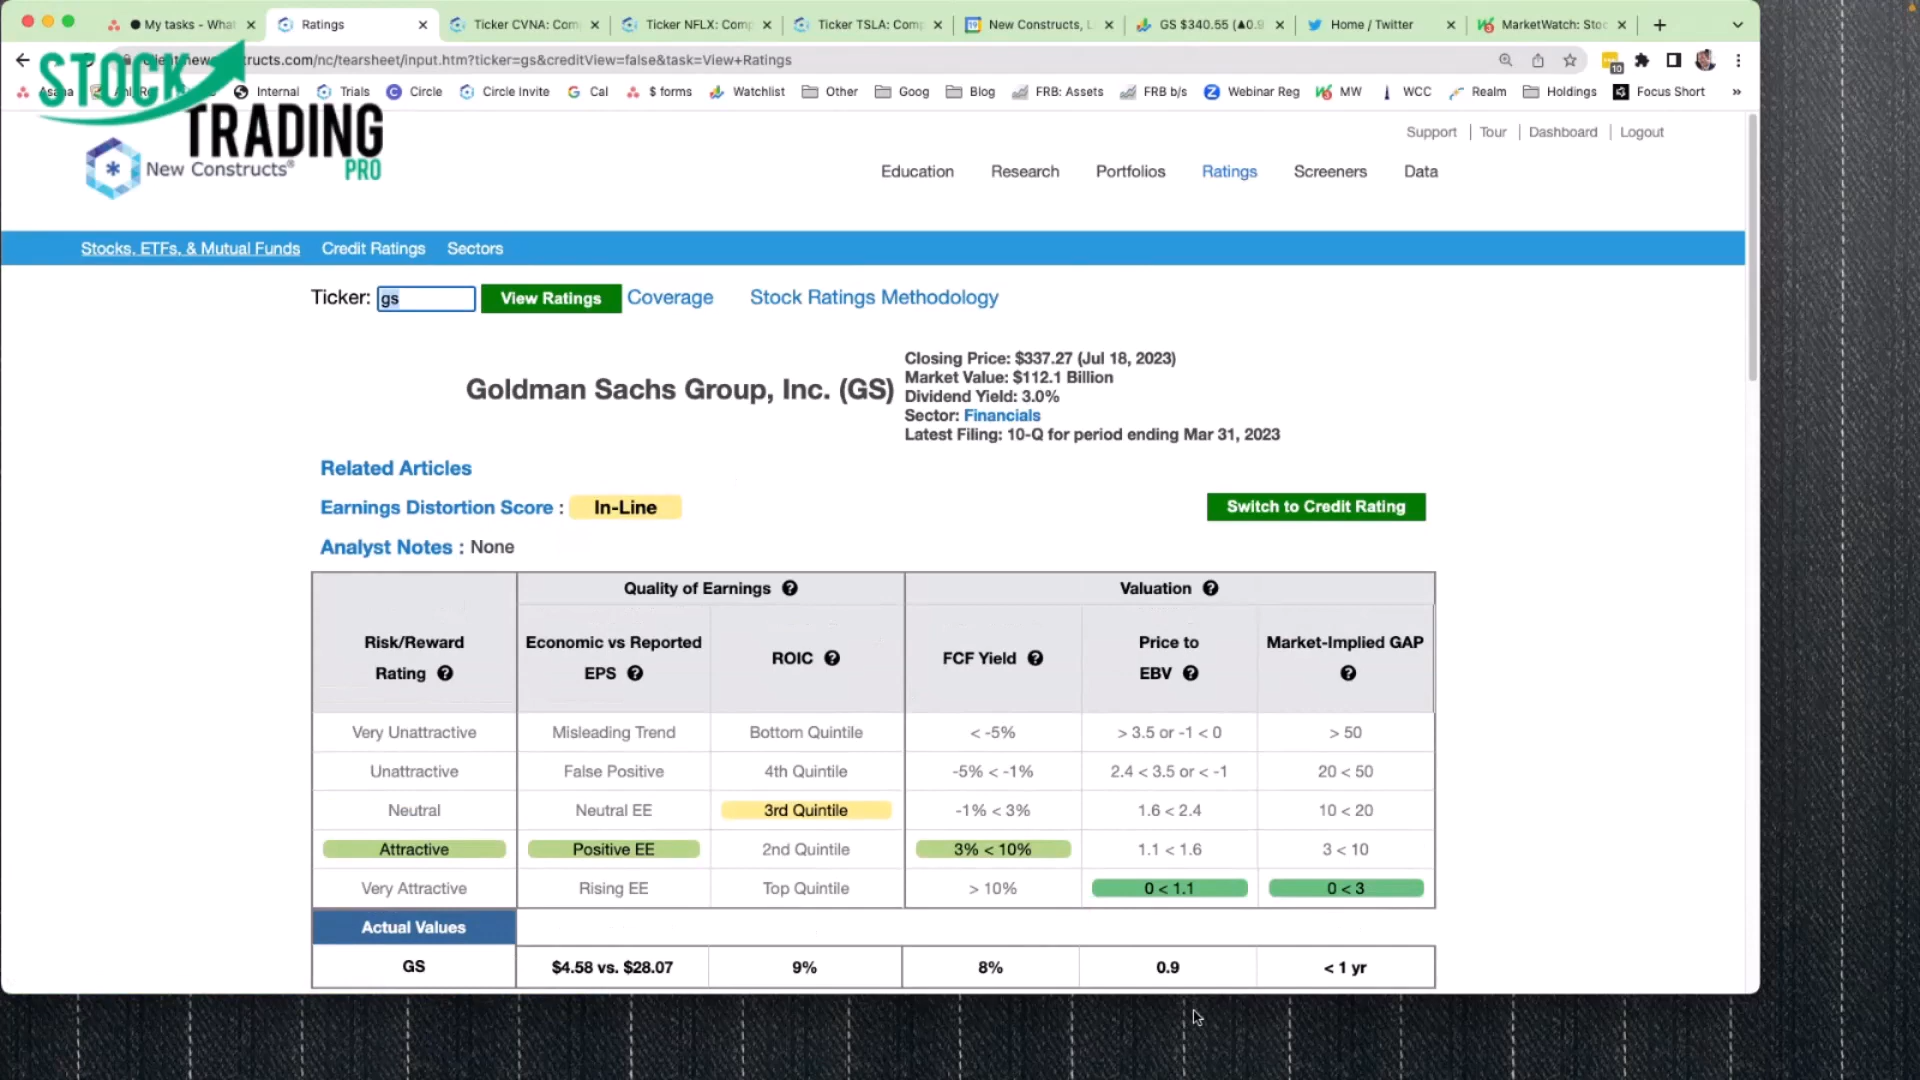 My tasks - What
Ratings
Ticker CVNA: Com
Ticker NFLX: Comp
Ticker TSLA: Comp
New Constructs, L
GS $340.55 (▲0.9
Home / Twitter
MarketWatch: Stoc
ructs.com/nc/tearsheet/input.htm?ticker=gs&creditView=false&task=View+Ratings
10
Asana
Internal
Trials
Circle
Circle Invite
Cal
$ forms
Watchlist
Other
Goog
Blog
FRB: Assets
FRB b/s
Webinar Reg
MW
WCC
Realm
Holdings
Focus Short
»
STOCK
TRADING
PRO
New Constructs®
Support | Tour | Dashboard | Logout
Education Research Portfolios Ratings Screeners Data
Stocks, ETFs, & Mutual Funds Credit Ratings Sectors
Ticker: gs View Ratings Coverage Stock Ratings Methodology
Goldman Sachs Group, Inc. (GS)
Closing Price: $337.27 (Jul 18, 2023)
Market Value: $112.1 Billion
Dividend Yield: 3.0%
Sector: Financials
Latest Filing: 10-Q for period ending Mar 31, 2023
Related Articles
Earnings Distortion Score : In-Line
Switch to Credit Rating
Analyst Notes : None
Quality of Earnings ? Valuation ?
Risk/Reward Rating ? Economic vs Reported EPS ? ROIC ? FCF Yield ? Price to EBV ? Market-Implied GAP ?
Very Unattractive Misleading Trend Bottom Quintile < -5% > 3.5 or -1 < 0 > 50
Unattractive False Positive 4th Quintile -5% < -1% 2.4 < 3.5 or < -1 20 < 50
Neutral Neutral EE 3rd Quintile -1% < 3% 1.6 < 2.4 10 < 20
Attractive Positive EE 2nd Quintile 3% < 10% 1.1 < 1.6 3 < 10
Very Attractive Rising EE Top Quintile > 10% 0 < 1.1 0 < 3
Actual Values
GS $4.58 vs. $28.07 9% 8% 0.9 < 1 yr